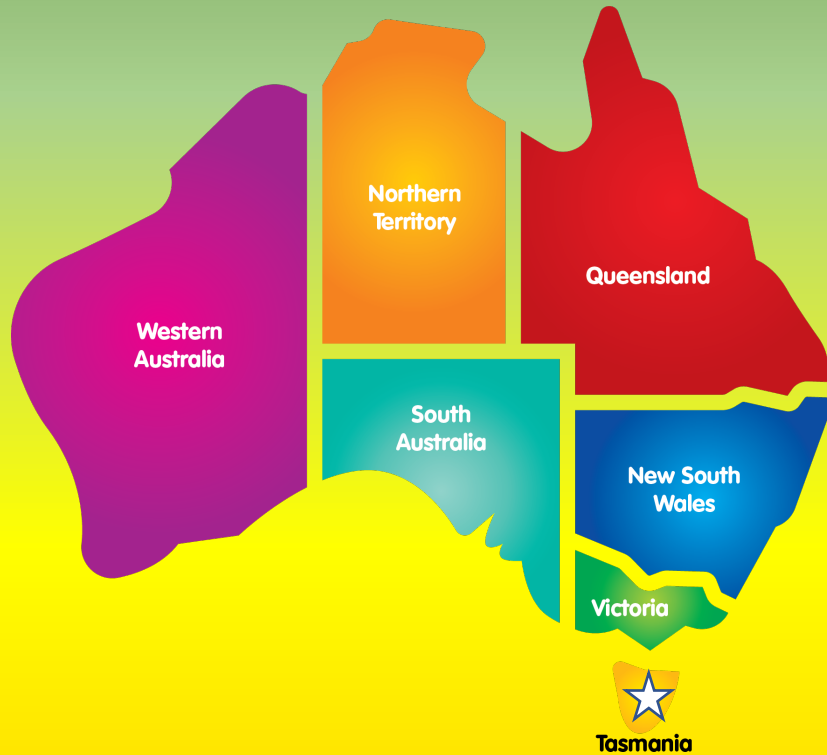 Northern
Territory
Queensland
Western
Australia
South
Australia
New South
Wales
Victoria
Tasmania